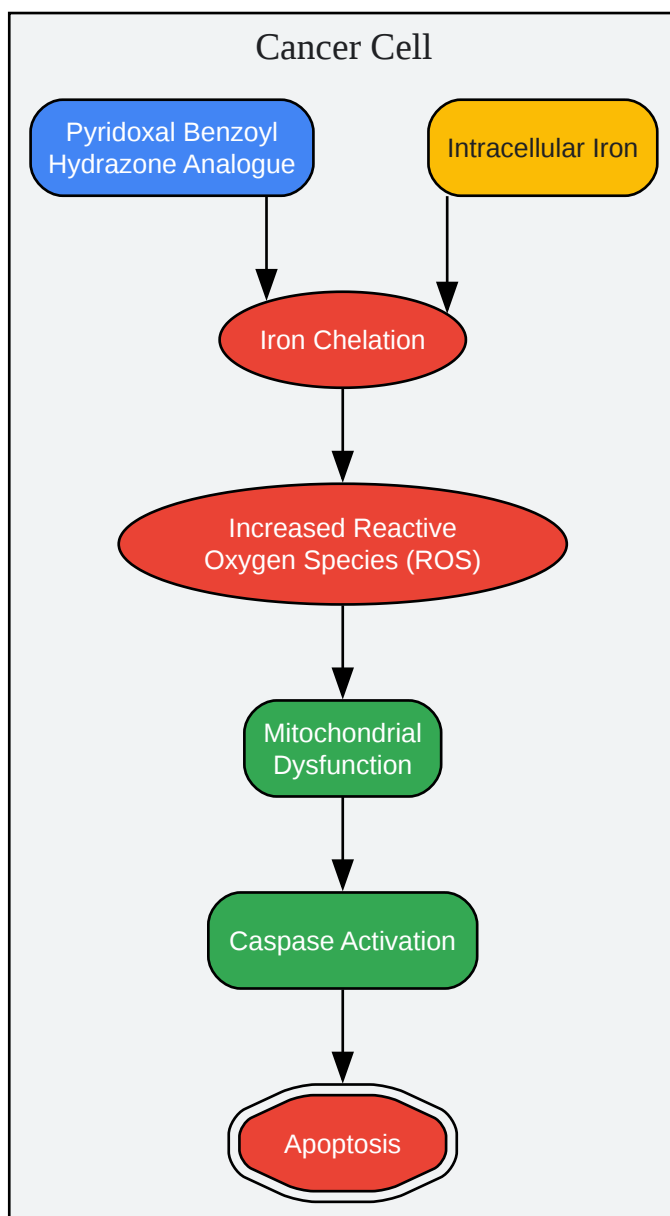 Cancer Cell
Pyridoxal Benzoyl
Hydrazone Analogue
Intracellular Iron
Iron Chelation
Increased Reactive
Oxygen Species (ROS)
Mitochondrial
Dysfunction
Caspase Activation
Apoptosis